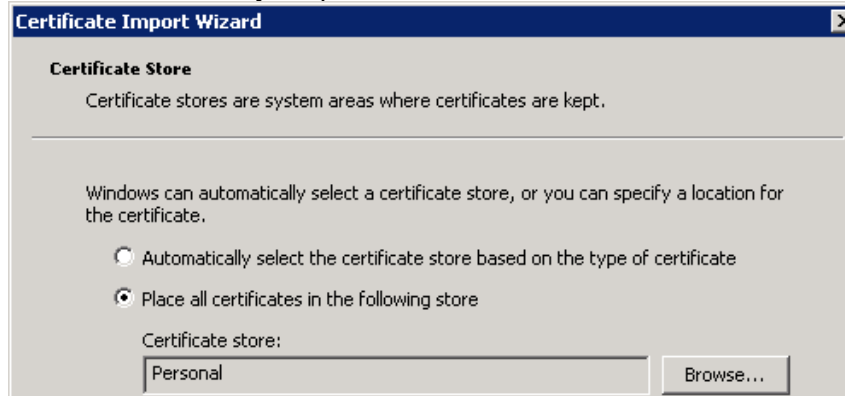 Certificate Import Wizard
Certificate Store
Certificate stores are system areas where certificates are kept.
Windows can automatically select a certificate store, or you can specify a location for
the certificate.
Automatically select the certificate store based on the type of certificate
Place all certificates in the following store
Certificate store:
Personal
Browse...